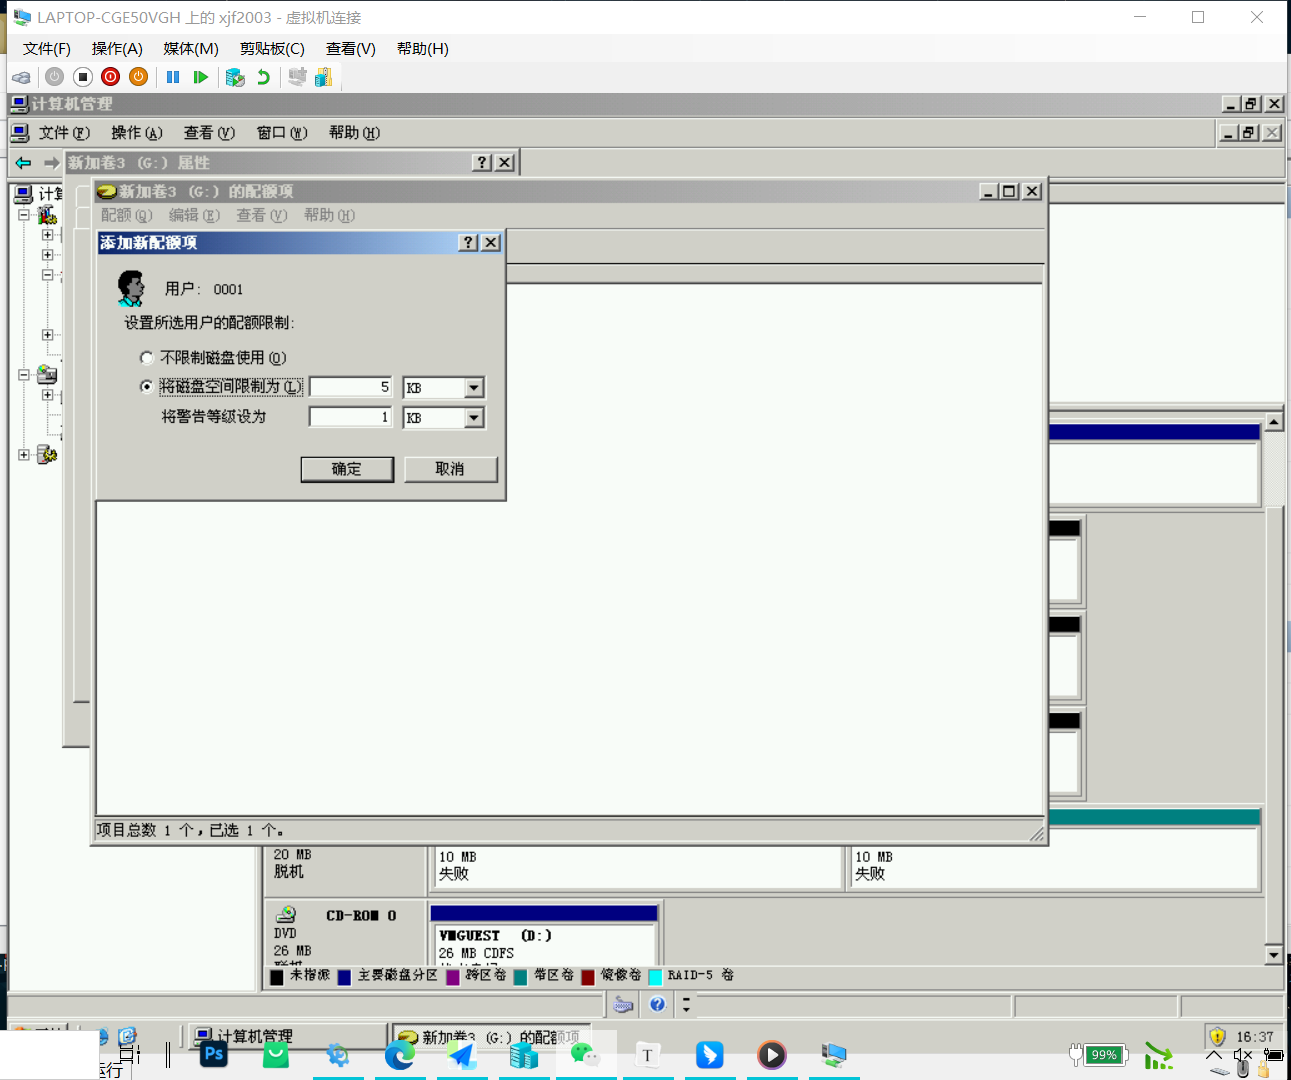 LAPTOP-CGE50VGH 上的 xjf2003 - 虚拟机连接
文件(F) 操作(A) 媒体(M) 剪贴板(C) 查看(V) 帮助(H)
计算机管理
文件(F) 操作(A) 查看(V) 窗口(W) 帮助(H)
新加卷3 (G:) 属性
新加卷3 (G:) 的配额项
配额(Q) 编辑(E) 查看(V) 帮助(H)
添加新配额项
用户: 0001
设置所选用户的配额限制:
不限制磁盘使用(O)
将磁盘空间限制为(L) 5 KB
将警告等级设为 1 KB
确定 取消
项目总数 1 个,已选 1 个。
20 MB
脱机
10 MB
失败
10 MB
失败
CD-ROM 0
DVD
26 MB
VMGUEST (D:)
26 MB CDFS
未指派 主要磁盘分区 跨区卷 带区卷 镜像卷 RAID-5 卷
计算机管理 新加卷3 (G:) 的配额项 16:37
运行
Ps
T
99%